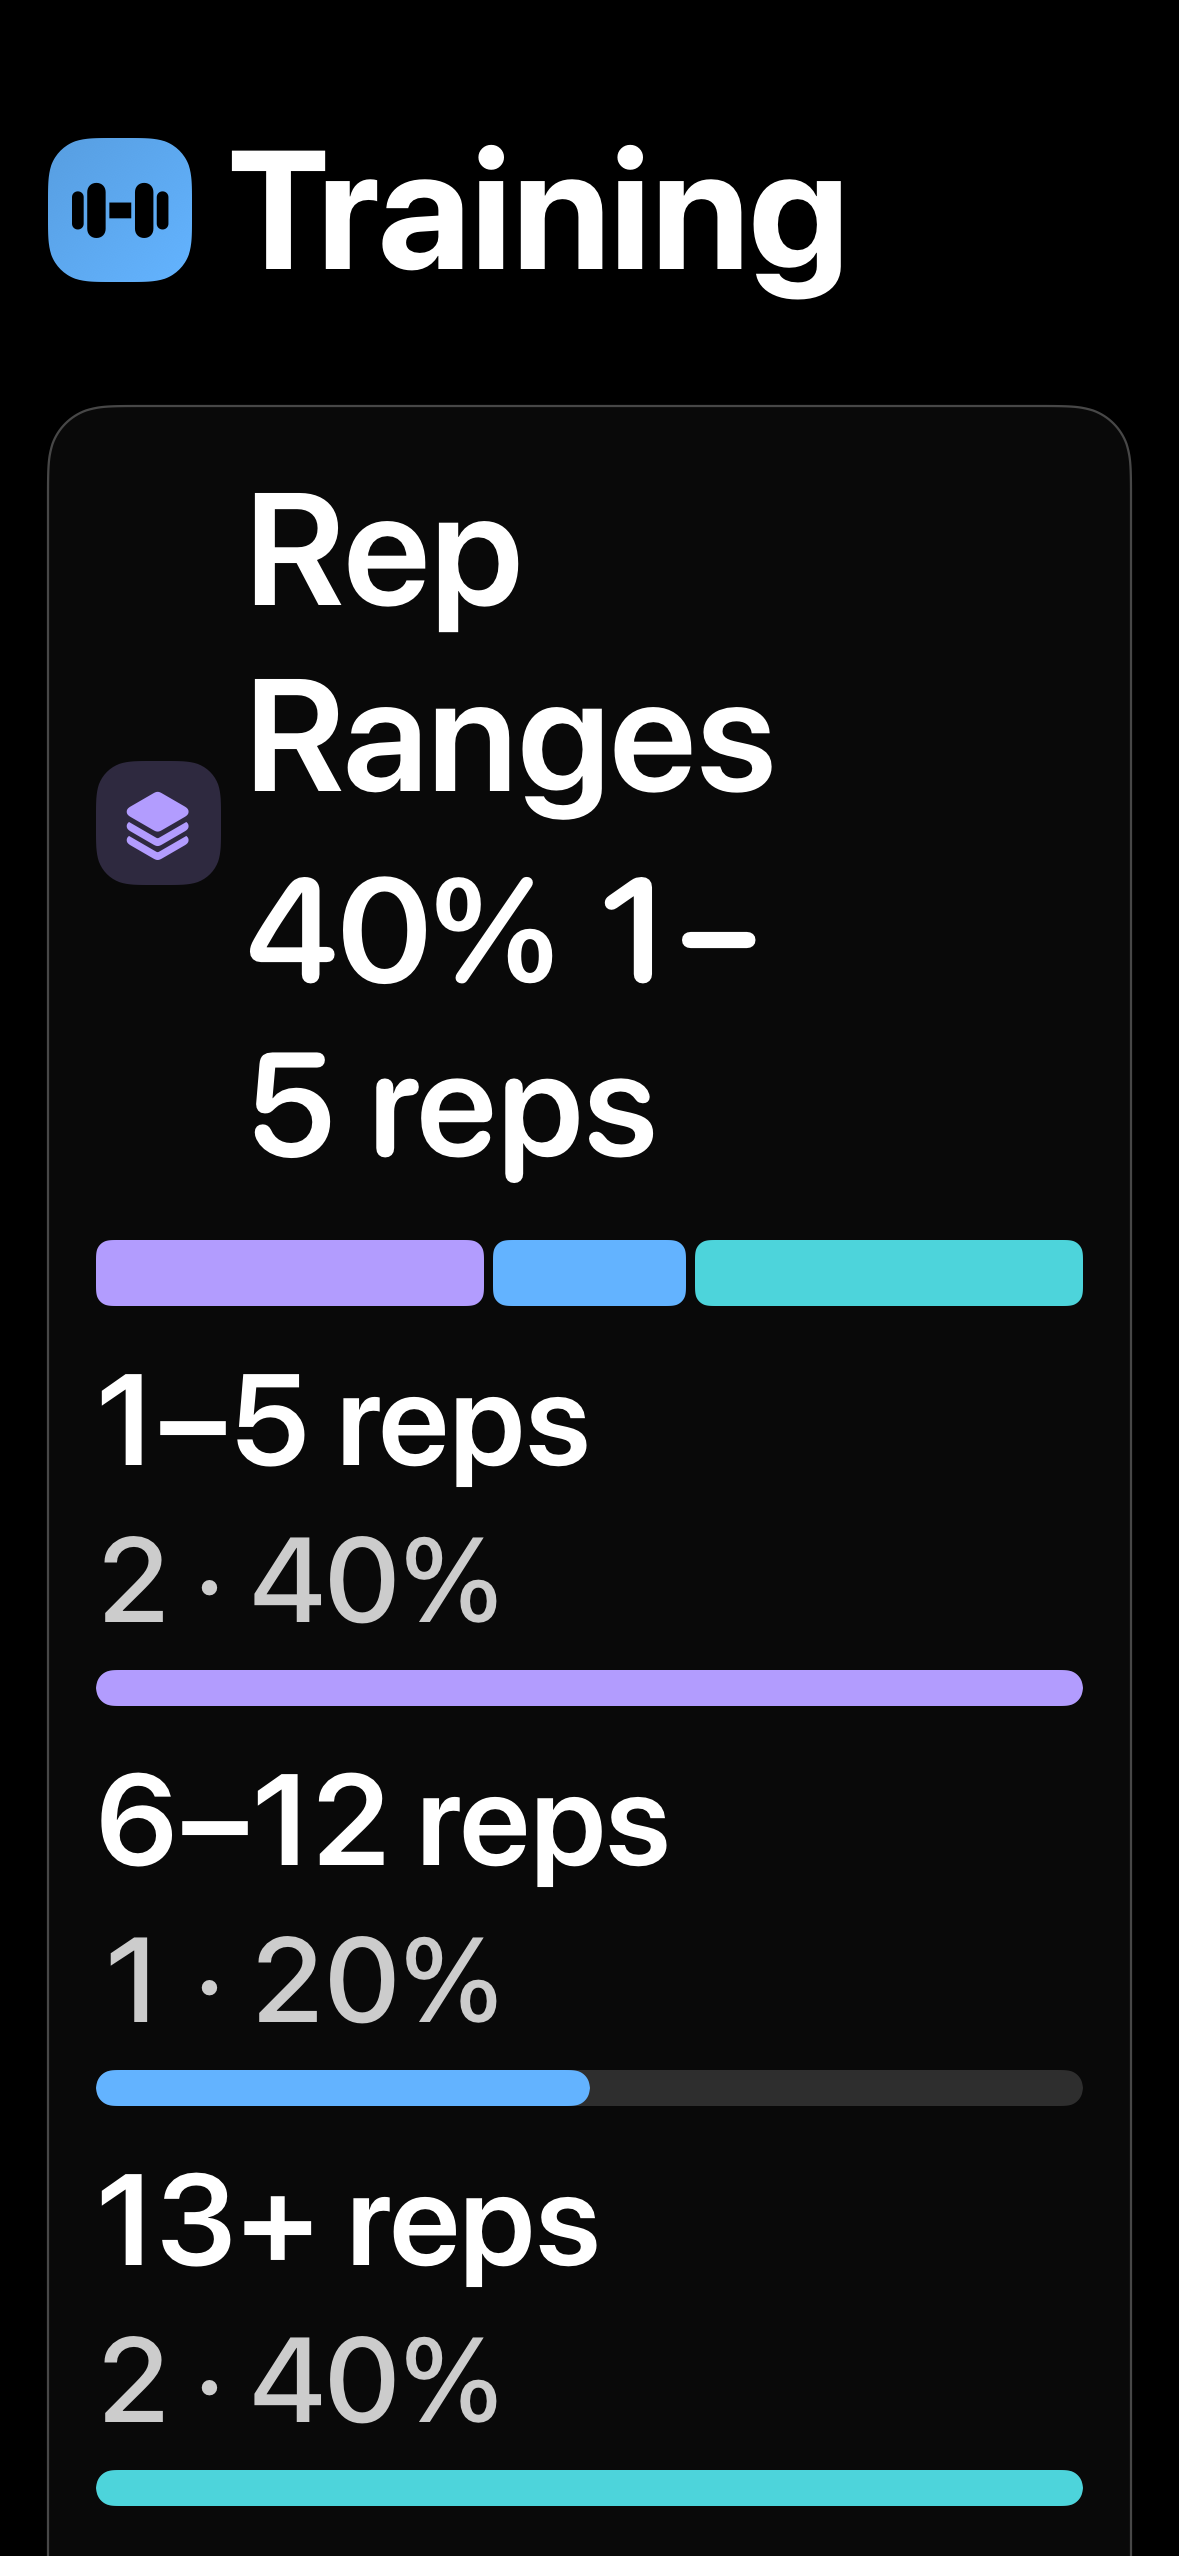 Training
Rep
Ranges
40% 1–
5 reps
1–5 reps
2 · 40%
6–12 reps
1 · 20%
13+ reps
2 · 40%